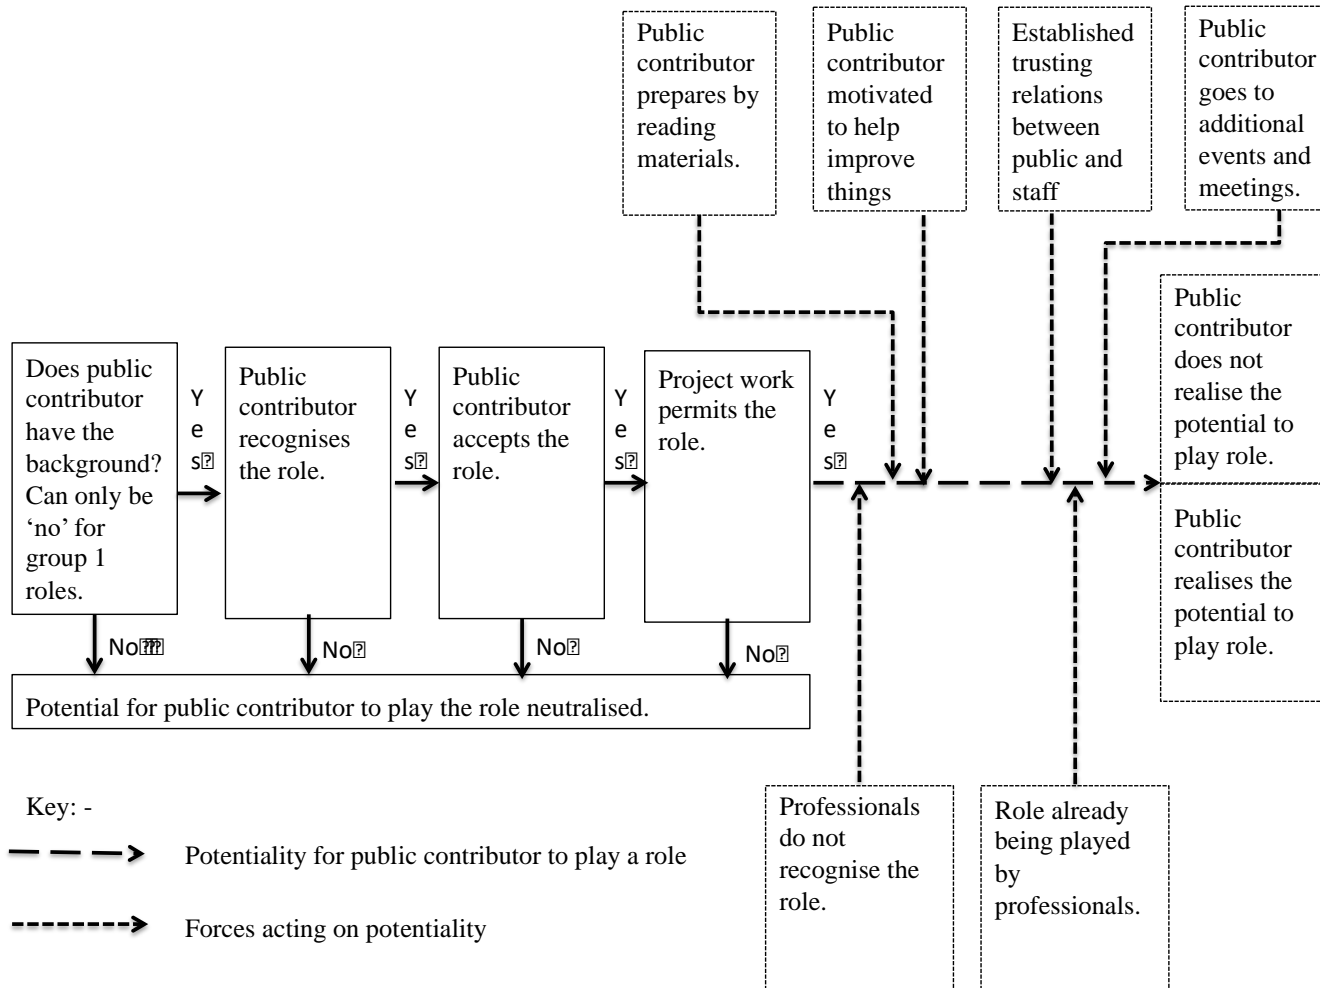 Public
contributor
prepares by
reading
materials.
Public
contributor
motivated
to help
improve
things
Established
trusting
relations
between
public and
staff
Public
contributor
goes to
additional
events and
meetings.
Does public
contributor
have the
background?
Can only be
‘no’ for
group 1
roles.
Y
e
s⍰
Public
contributor
recognises
the role.
Y
e
s⍰
Public
contributor
accepts the
role.
Y
e
s⍰
Project work
permits the
role.
Y
e
s⍰
Public
contributor
does not
realise the
potential to
play role.
Public
contributor
realises the
potential to
play role.
No⍰⍰⍰
No⍰
No⍰
No⍰
Potential for public contributor to play the role neutralised.
Professionals
do not
recognise the
role.
Role already
being played
by
professionals.
Key: -
Potentiality for public contributor to play a role
Forces acting on potentiality